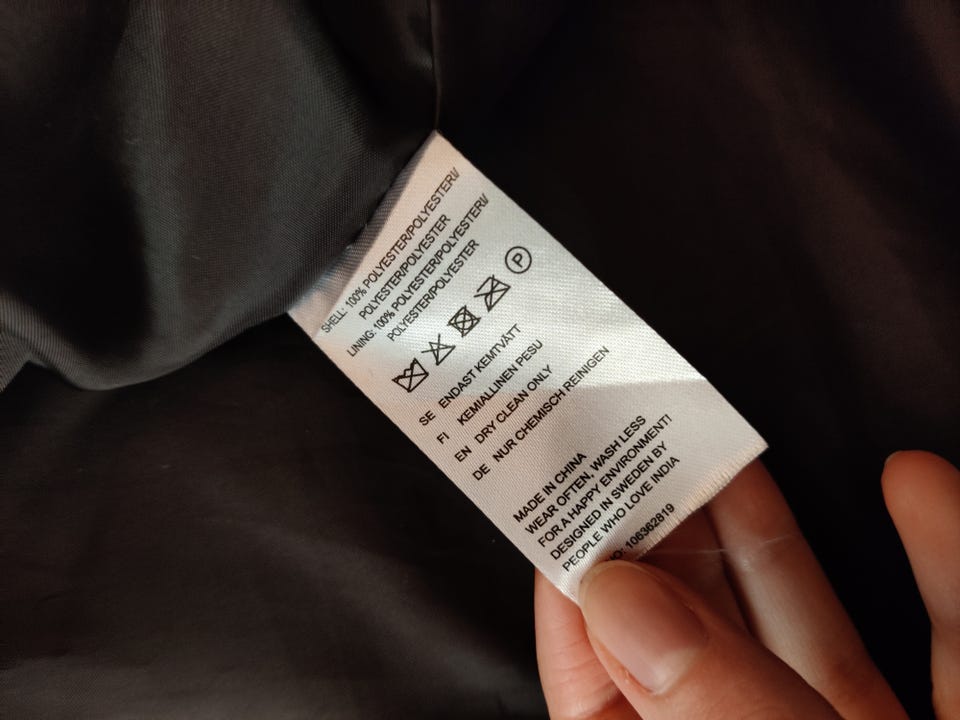 SHELL: 100% POLYESTER/POLYESTER//
POLYESTER/POLYESTER
LINING: 100% POLYESTER/POLYESTER//
POLYESTER/POLYESTER
P
SE ENDAST KEMTVÄTT
FI KEMIALLINEN PESU
EN DRY CLEAN ONLY
DE NUR CHEMISCH REINIGEN
MADE IN CHINA
WEAR OFTEN, WASH LESS
FOR A HAPPY ENVIRONMENT!
DESIGNED IN SWEDEN BY
PEOPLE WHO LOVE INDIA
106362819